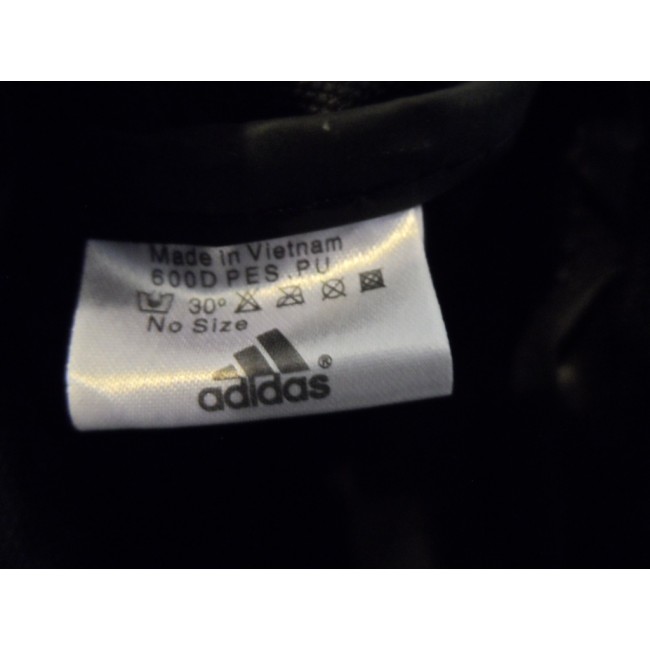 Made in Vietnam
600D PES, PU
30°
No Size
adidas®